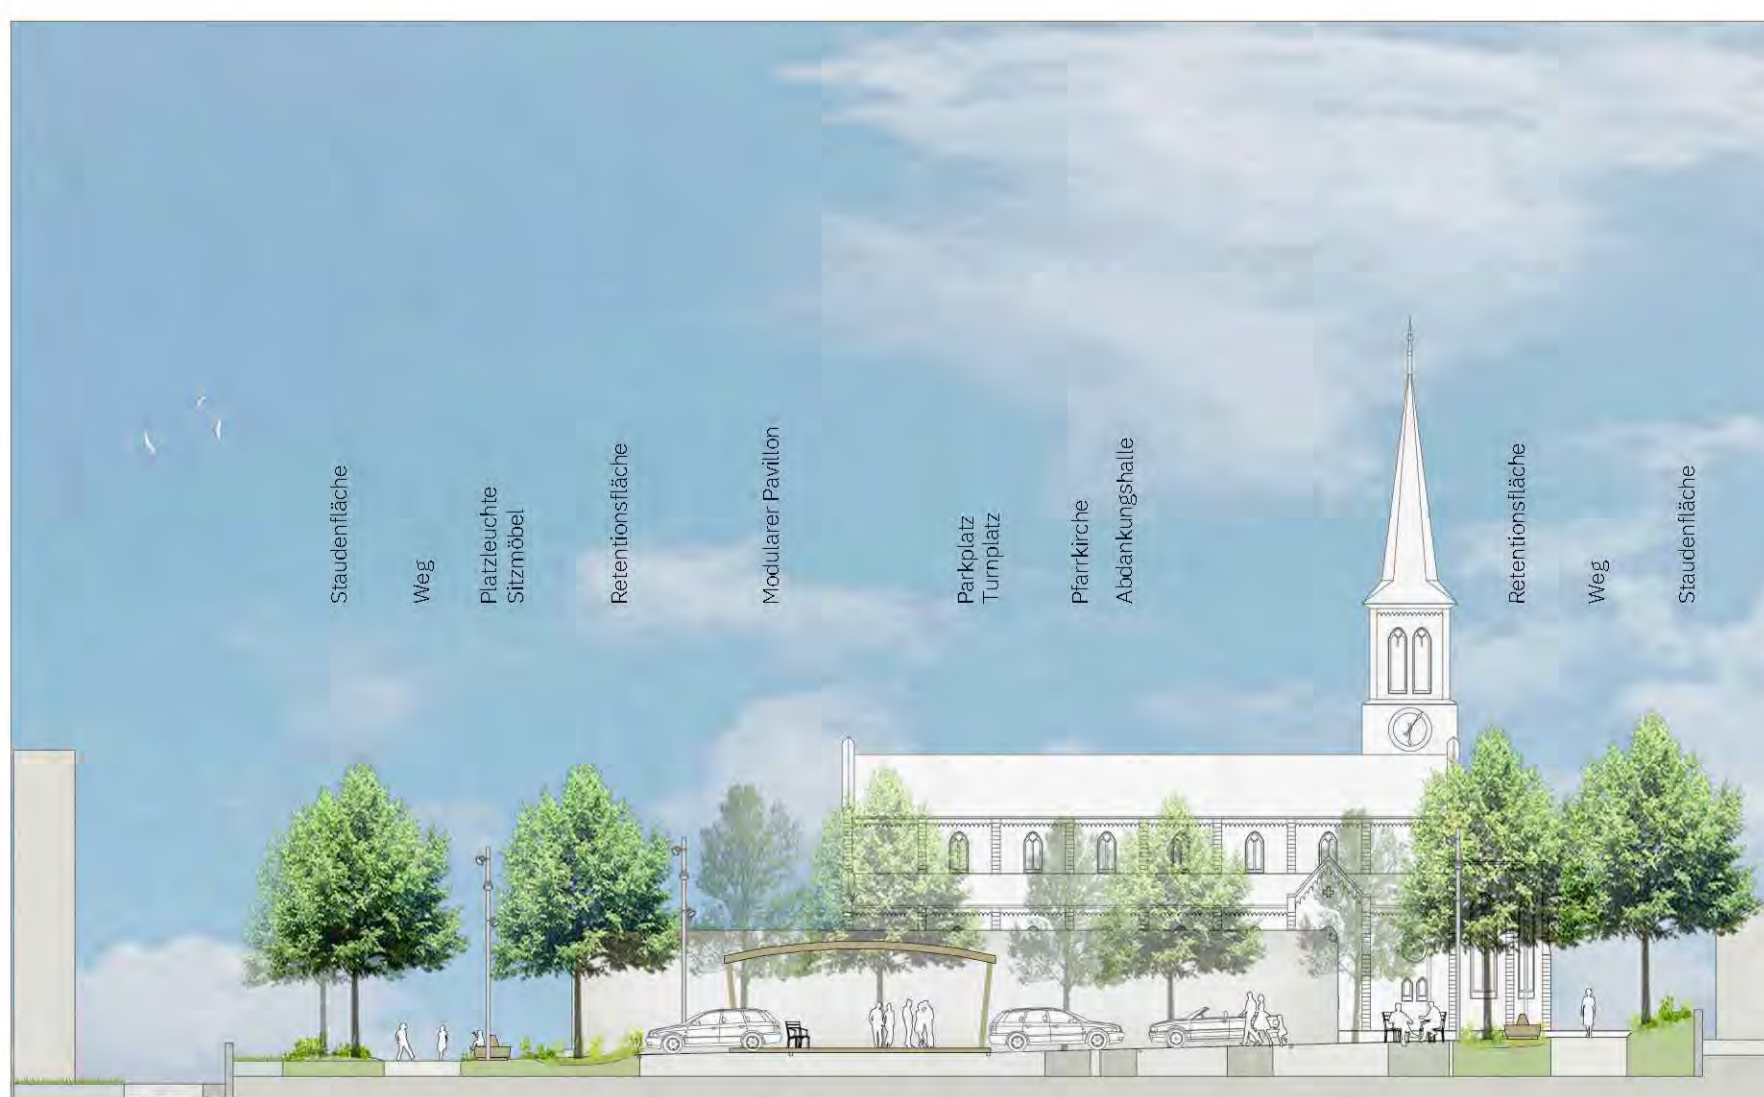 Staudenfläche
Weg
Platzleuchte
Sitzmöbel
Retentionsfläche
Modularer Pavillon
Parkplatz
Turnplatz
Pfarrkirche
Abdankungshalle
Retentionsfläche
Weg
Staudenfläche